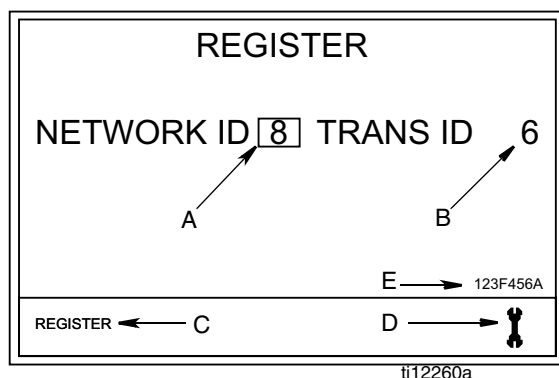 REGISTER
NETWORK ID 8 TRANS ID 6
A
B
E 123F456A
REGISTER C D
ti12260a